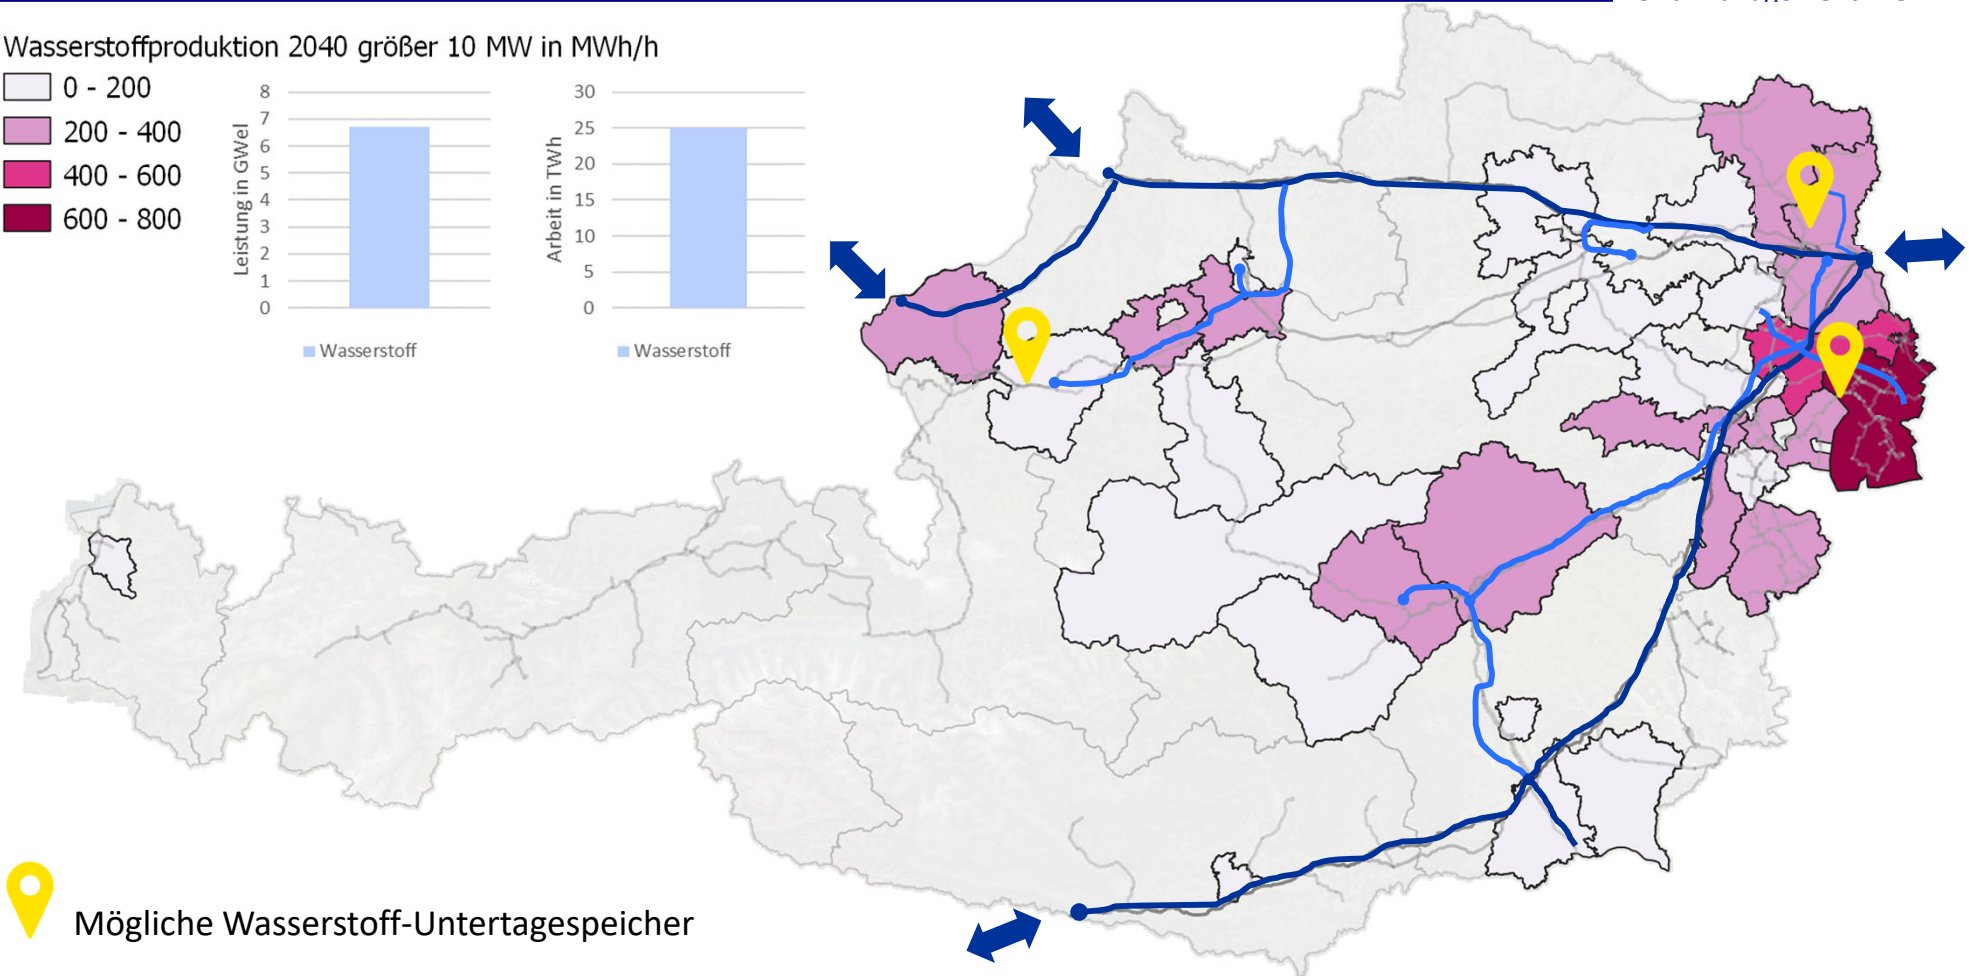 Wasserstoffproduktion 2040 größer 10 MW in MWh/h
0 - 200
200 - 400
400 - 600
600 - 800
Leistung in GWel
8
7
6
5
4
3
2
1
0
Wasserstoff
Arbeit in TWh
30
25
20
15
10
5
0
Wasserstoff
Mögliche Wasserstoff-Untertagespeicher